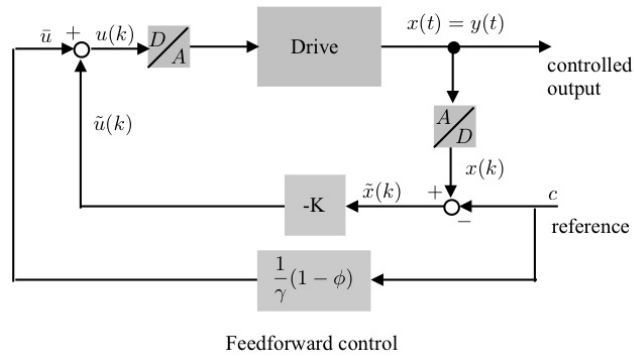 ū + u(k) D/A Drive x(t) = y(t)
controlled
output
ũ(k)
A/D
x(k)
-K x̃(k) + − c
reference
1/γ (1 − ϕ)
Feedforward control